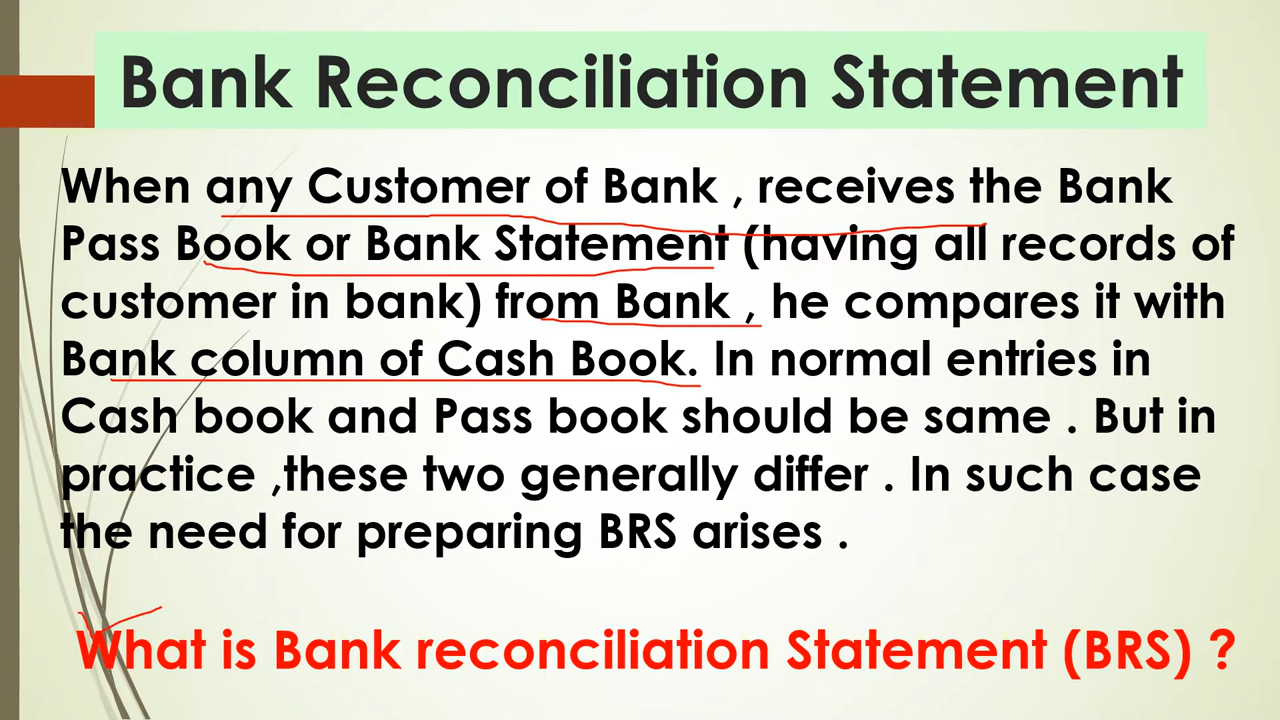 Bank Reconciliation Statement
When any Customer of Bank , receives the Bank
Pass Book or Bank Statement (having all records of
customer in bank) from Bank , he compares it with
Bank column of Cash Book. In normal entries in
Cash book and Pass book should be same . But in
practice ,these two generally differ . In such case
the need for preparing BRS arises .
What is Bank reconciliation Statement (BRS) ?